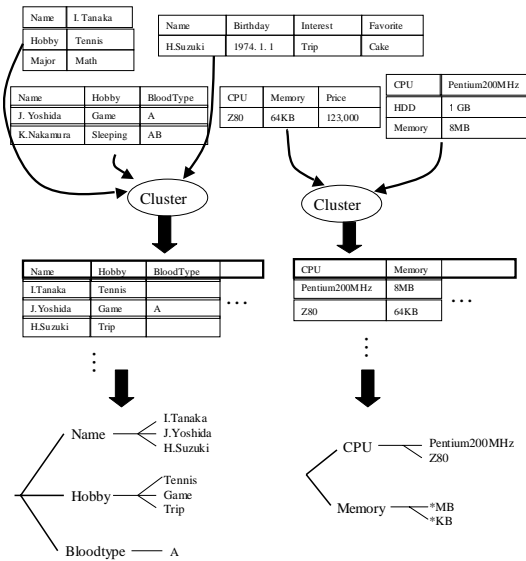 Name I. Tanaka
Hobby Tennis
Major Math
Name Birthday Interest Favorite
H.Suzuki 1974. 1. 1 Trip Cake
Name Hobby BloodType
J. Yoshida Game A
K.Nakamura Sleeping AB
CPU Memory Price
Z80 64KB 123,000
CPU Pentium200MHz
HDD 1 GB
Memory 8MB
Cluster
Cluster
Name Hobby BloodType
I.Tanaka Tennis
J.Yoshida Game A
H.Suzuki Trip
...
⋮
CPU Memory
Pentium200MHz 8MB
Z80 64KB
...
⋮
Name
I.Tanaka
J.Yoshida
H.Suzuki
Hobby
Tennis
Game
Trip
Bloodtype A
CPU
Pentium200MHz
Z80
Memory
*MB
*KB